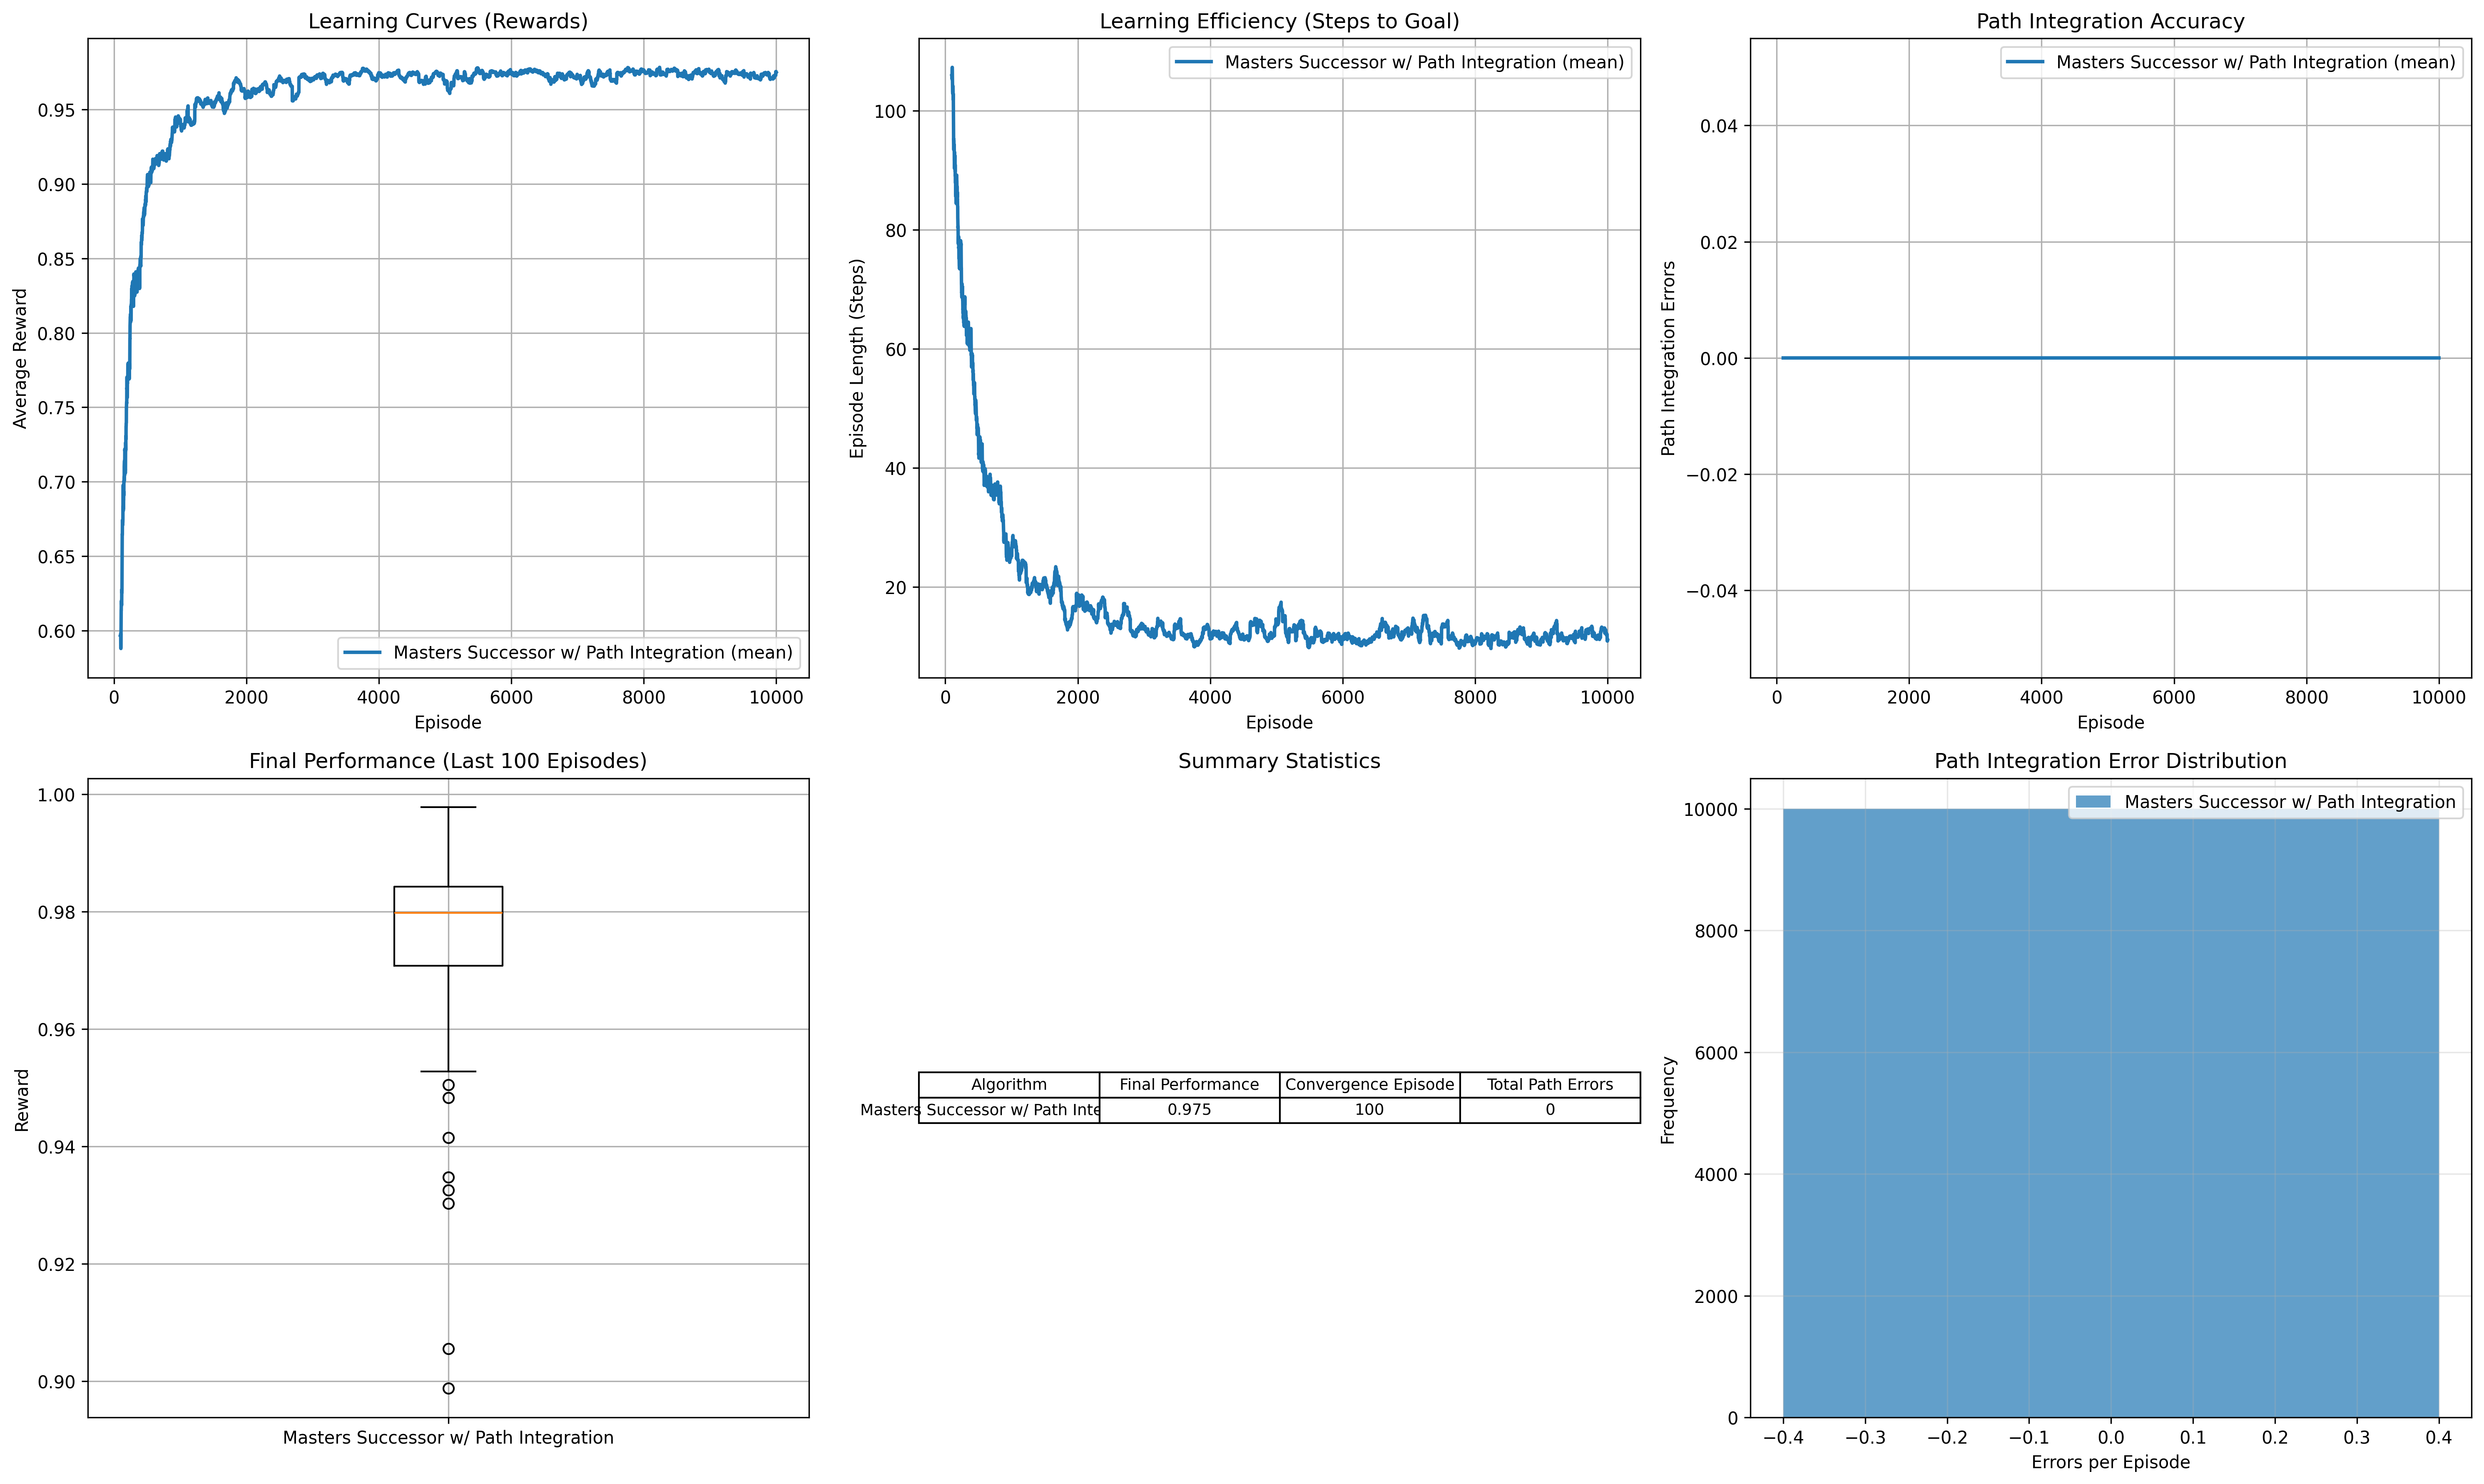 Learning Curves (Rewards)
Average Reward
0.95
0.90
0.85
0.80
0.75
0.70
0.65
0.60
Masters Successor w/ Path Integration (mean)
0 2000 4000 6000 8000 10000
Episode
Learning Efficiency (Steps to Goal)
Masters Successor w/ Path Integration (mean)
Episode Length (Steps)
100
80
60
40
20
0 2000 4000 6000 8000 10000
Episode
Path Integration Accuracy
Masters Successor w/ Path Integration (mean)
Path Integration Errors
0.04
0.02
0.00
−0.02
−0.04
0 2000 4000 6000 8000 10000
Episode
Final Performance (Last 100 Episodes)
Reward
1.00
0.98
0.96
0.94
0.92
0.90
Masters Successor w/ Path Integration
Summary Statistics
Algorithm Final Performance Convergence Episode Total Path Errors
Masters Successor w/ Path Inte 0.975 100 0
Path Integration Error Distribution
Masters Successor w/ Path Integration
Frequency
10000
8000
6000
4000
2000
0
−0.4 −0.3 −0.2 −0.1 0.0 0.1 0.2 0.3 0.4
Errors per Episode